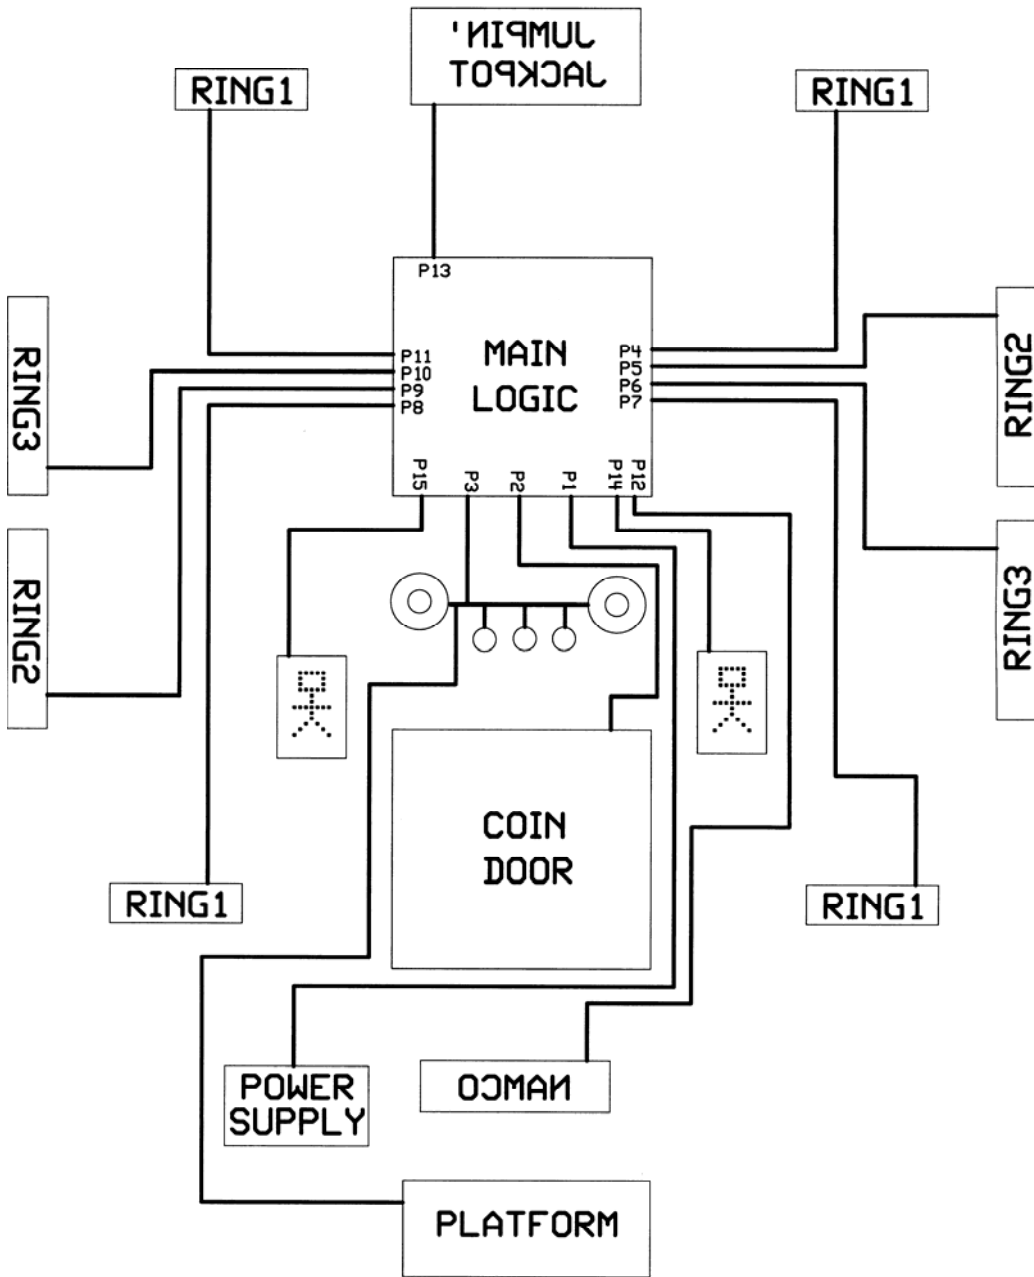 JUMPIN'
JACKPOT
RING1
RING1
P13
MAIN
LOGIC
P11
P10
P9
P8
P4
P5
P6
P7
P15
P3
P2
P1
P14
P12
RING3
RING2
RING2
RING3
COIN
DOOR
RING1
RING1
POWER
SUPPLY
NAMCO
PLATFORM